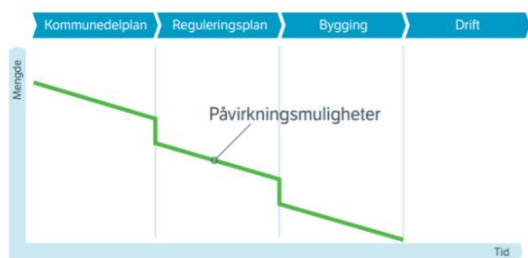 Kommunedelplan
Reguleringsplan
Bygging
Drift
Mengde
Påvirkningsmuligheter
Tid